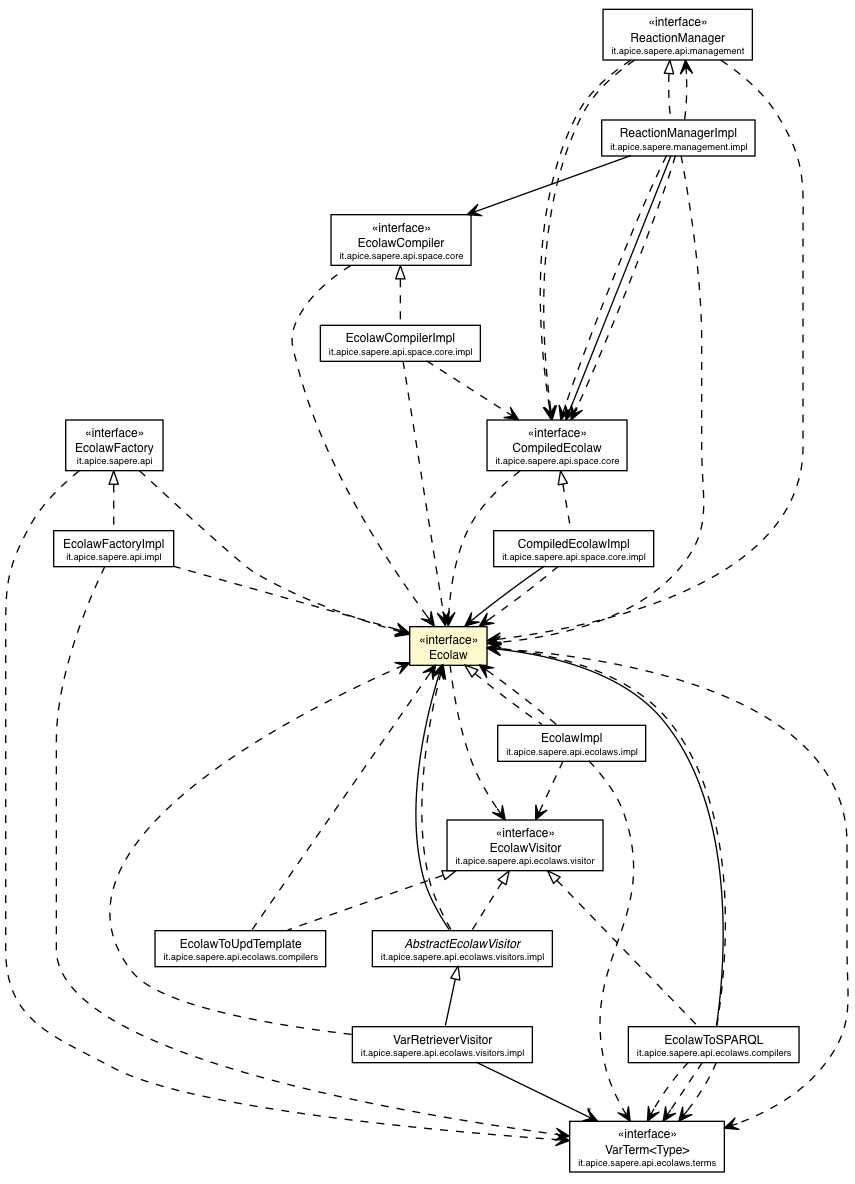 «interface»
ReactionManager
it.apice.sapere.api.management
ReactionManagerImpl
it.apice.sapere.management.impl
«interface»
EcolawCompiler
it.apice.sapere.api.space.core
EcolawCompilerImpl
it.apice.sapere.api.space.core.impl
«interface»
EcolawFactory
it.apice.sapere.api
«interface»
CompiledEcolaw
it.apice.sapere.api.space.core
EcolawFactoryImpl
it.apice.sapere.api.impl
CompiledEcolawImpl
it.apice.sapere.api.space.core.impl
«interface»
Ecolaw
EcolawImpl
it.apice.sapere.api.ecolaws.impl
«interface»
EcolawVisitor
it.apice.sapere.api.ecolaws.visitor
EcolawToUpdTemplate
it.apice.sapere.api.ecolaws.compilers
AbstractEcolawVisitor
it.apice.sapere.api.ecolaws.visitors.impl
VarRetrieverVisitor
it.apice.sapere.api.ecolaws.visitors.impl
EcolawToSPARQL
it.apice.sapere.api.ecolaws.compilers
«interface»
VarTerm<Type>
it.apice.sapere.api.ecolaws.terms